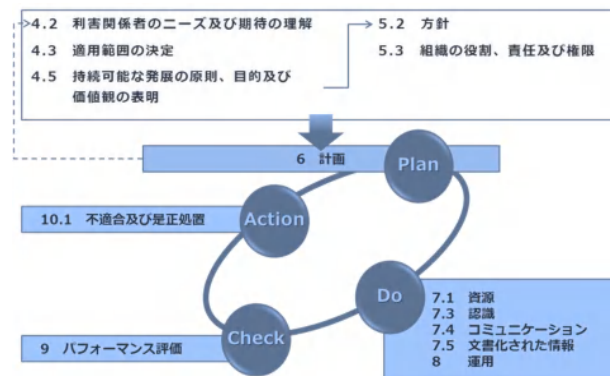 4.2 利害関係者のニーズ及び期待の理解
4.3 適用範囲の決定
4.5 持続可能な発展の原則、目的及び
価値観の表明
5.2 方針
5.3 組織の役割、責任及び権限
6 計画
Plan
10.1 不適合及び是正処置
Action
Do
7.1 資源
7.3 認識
7.4 コミュニケーション
7.5 文書化された情報
8 運用
Check
9 パフォーマンス評価